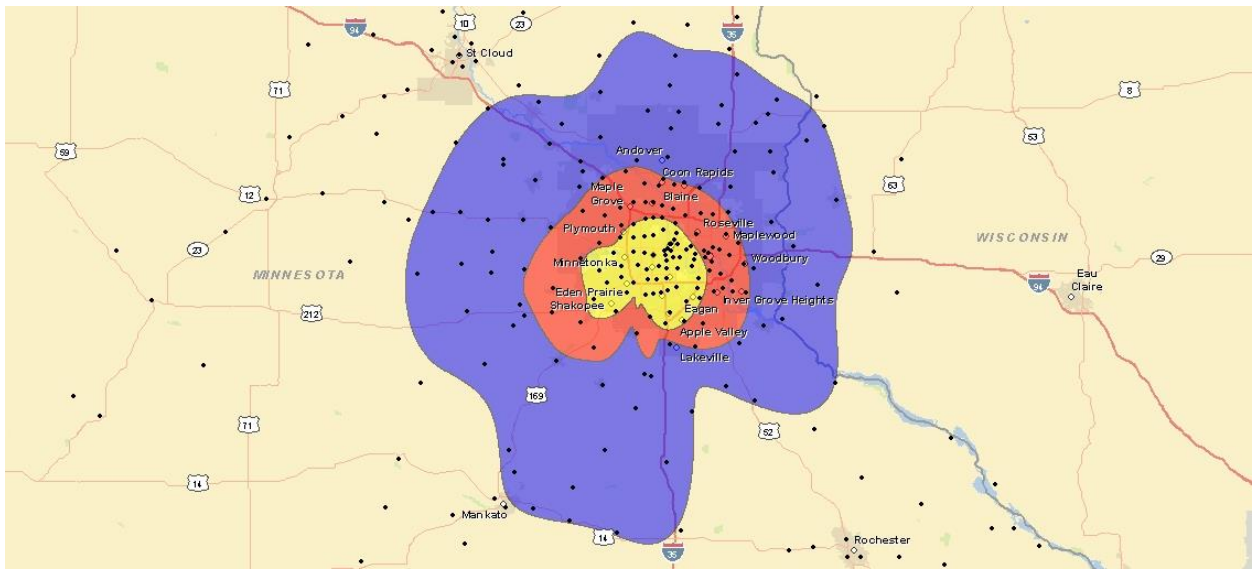 10
23
94
35
St Cloud
71
8
59
53
Andover
12
63
Coon Rapids
Maple
Grove
Blaine
Plymouth
Roseville
Maplewood
WISCONSIN
23
Minnetonka
Woodbury
29
MINNESOTA
Eau
Claire
94
Eden Prairie
Inver Grove Heights
Shakopee
Eagan
212
Apple Valley
Lakeville
169
71
52
14
Mankato
14
35
Rochester